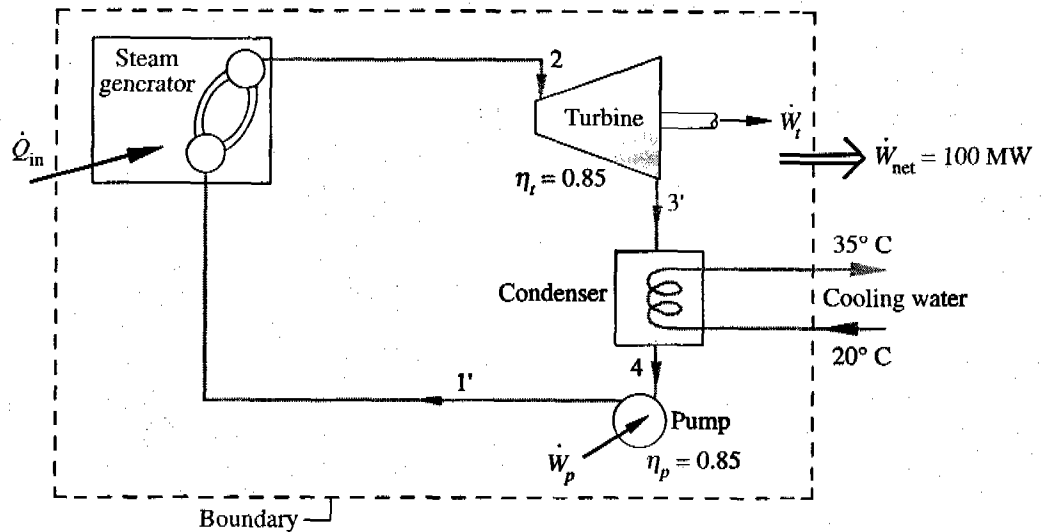 Steam
generator
2
Turbine
Ẇt
Q̇in
Ẇnet = 100 MW
ηt = 0.85
3'
35° C
Condenser
Cooling water
20° C
4
1'
Pump
Ẇp
ηp = 0.85
Boundary